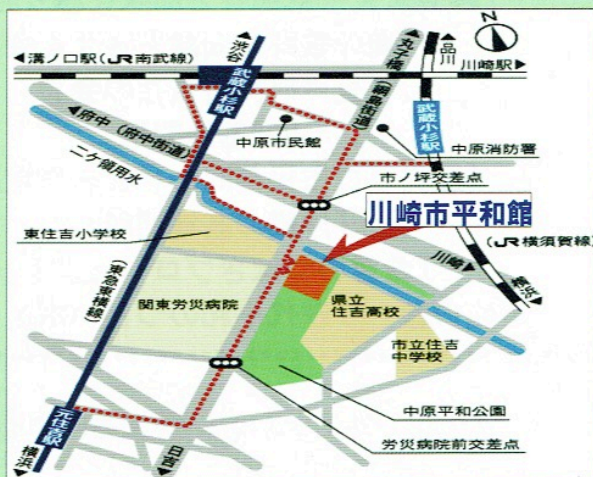 N
◀溝ノ口駅(JR南武線)
渋谷
武蔵小杉駅
丸子橋
(綱島街道)
品川
川崎駅▶
武蔵小杉駅
府中(府中街道)
二ケ領用水
中原市民館
中原消防署
市ノ坪交差点
川崎市平和館
東住吉小学校
(JR横須賀線)
川崎
横浜
(東急東横線)
関東労災病院
県立
住吉高校
市立住吉
中学校
中原平和公園
元住吉駅
労災病院前交差点
横浜
日吉